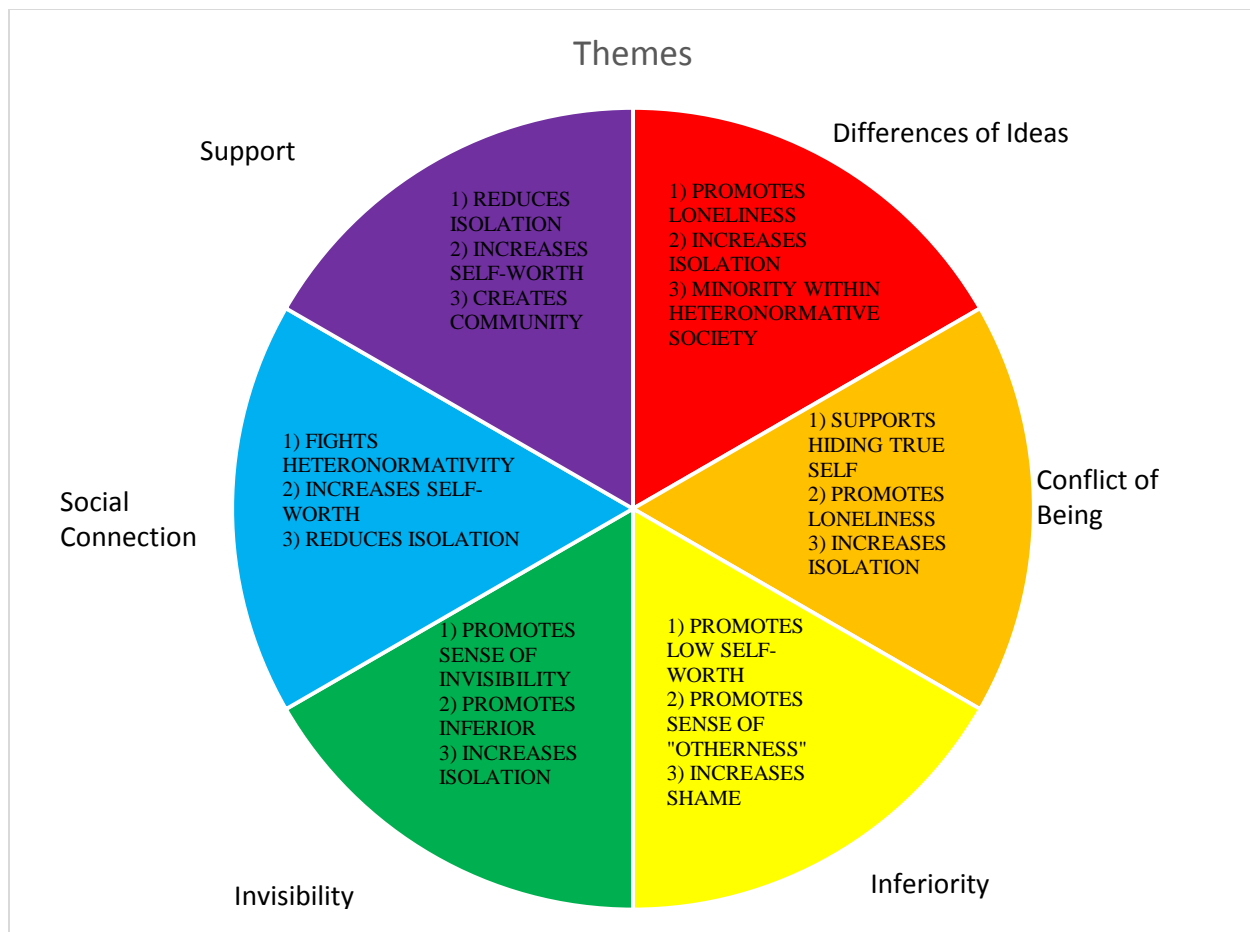 Themes
Support
1) REDUCES
ISOLATION
2) INCREASES
SELF-WORTH
3) CREATES
COMMUNITY
Differences of Ideas
1) PROMOTES
LONELINESS
2) INCREASES
ISOLATION
3) MINORITY WITHIN
HETERONORMATIVE
SOCIETY
Social
Connection
1) FIGHTS
HETERONORMATIVITY
2) INCREASES SELF-
WORTH
3) REDUCES ISOLATION
1) SUPPORTS
HIDING TRUE
SELF
2) PROMOTES
LONELINESS
3) INCREASES
ISOLATION
Conflict of
Being
1) PROMOTES
SENSE OF
INVISIBILITY
2) PROMOTES
INFERIOR
3) INCREASES
ISOLATION
Invisibility
1) PROMOTES
LOW SELF-
WORTH
2) PROMOTES
SENSE OF
"OTHERNESS"
3) INCREASES
SHAME
Inferiority